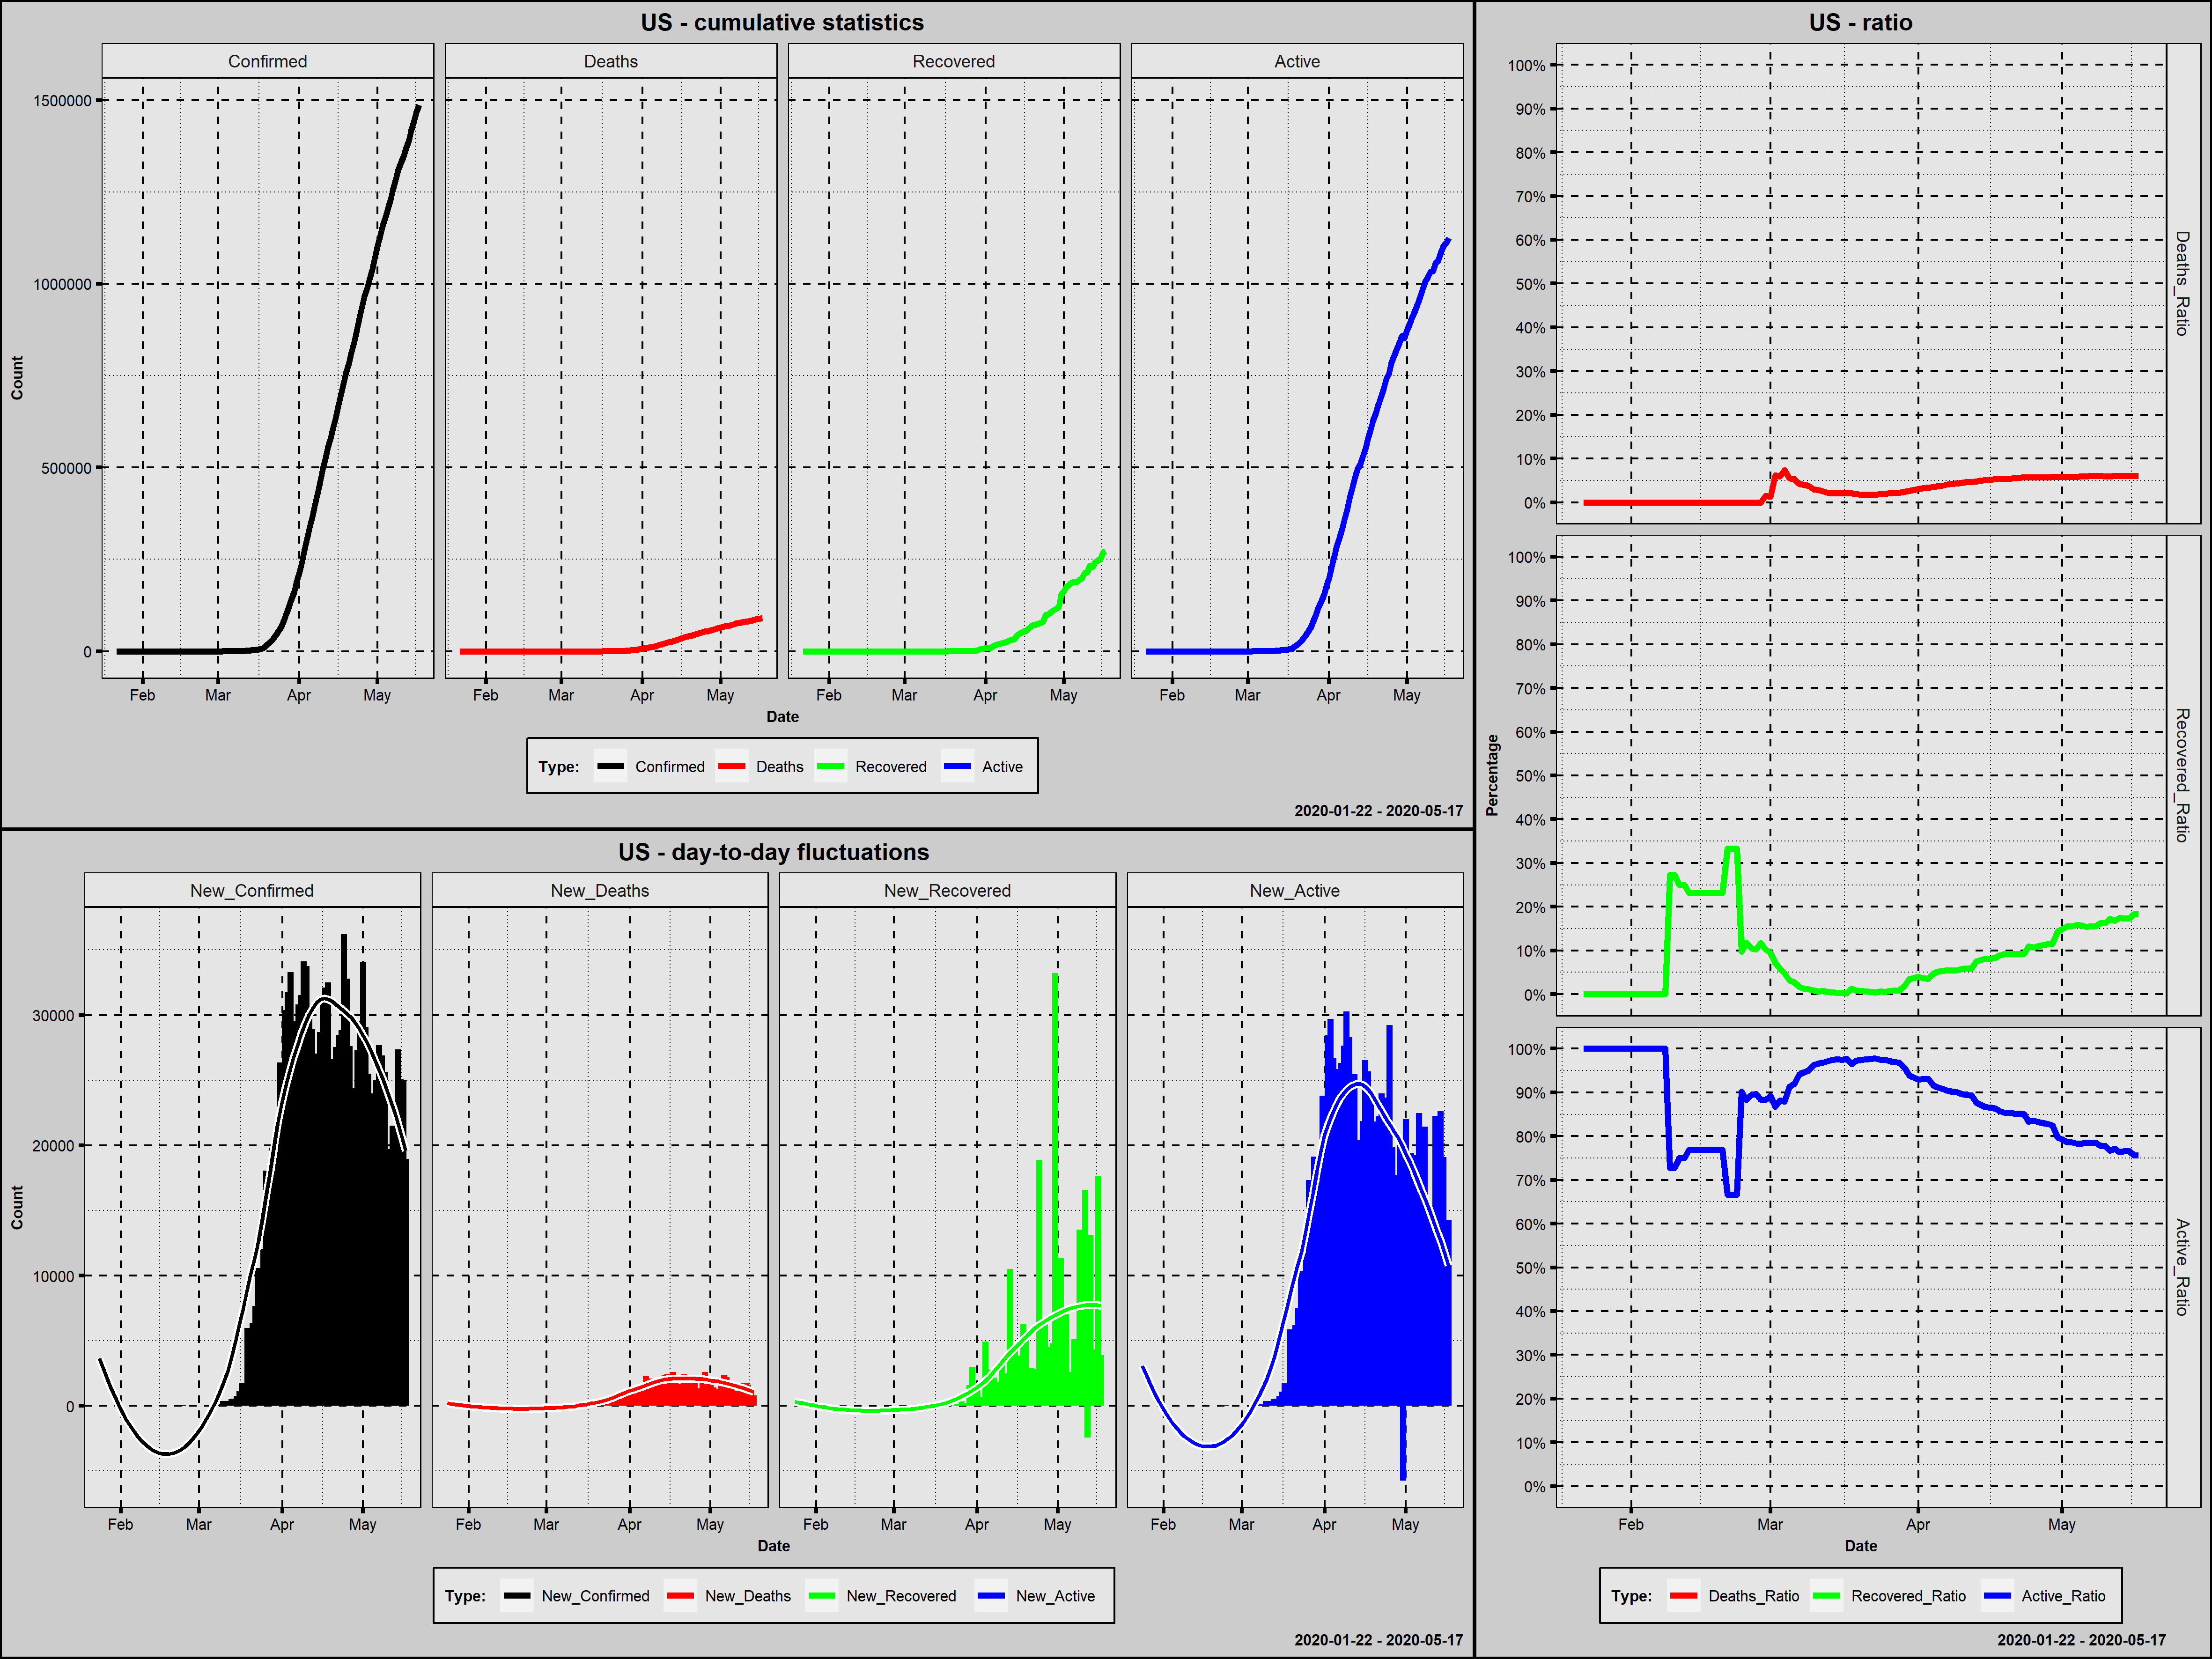 US - cumulative statistics
Confirmed Deaths Recovered Active
Count
1500000
1000000
500000
0
Feb Mar Apr May Feb Mar Apr May Feb Mar Apr May Feb Mar Apr May
Date
Type: Confirmed Deaths Recovered Active
2020-01-22 - 2020-05-17
US - day-to-day fluctuations
New_Confirmed New_Deaths New_Recovered New_Active
Count
30000
20000
10000
0
Feb Mar Apr May Feb Mar Apr May Feb Mar Apr May Feb Mar Apr May
Date
Type: New_Confirmed New_Deaths New_Recovered New_Active
2020-01-22 - 2020-05-17
US - ratio
Percentage
100%
90%
80%
70%
60%
50%
40%
30%
20%
10%
0%
Deaths_Ratio
100%
90%
80%
70%
60%
50%
40%
30%
20%
10%
0%
Recovered_Ratio
100%
90%
80%
70%
60%
50%
40%
30%
20%
10%
0%
Active_Ratio
Feb Mar Apr May
Date
Type: Deaths_Ratio Recovered_Ratio Active_Ratio
2020-01-22 - 2020-05-17